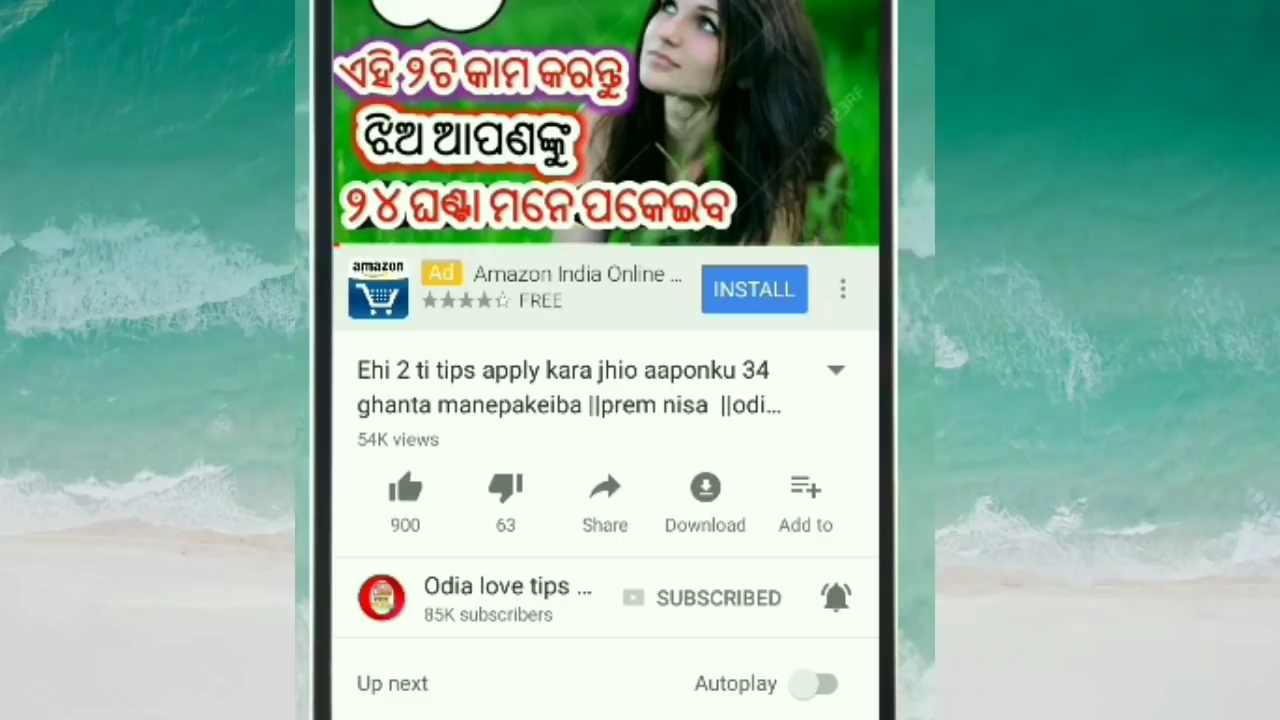 ଏହି ୨ଟି କାମ କରନ୍ତୁ
ଝିଅ ଆପଣଙ୍କୁ
୨୪ ଘଣ୍ଟା ମନେ ପକେଇବ
123RF
amazon
Ad Amazon India Online ...
FREE
INSTALL
Ehi 2 ti tips apply kara jhio aaponku 34
ghanta manepakeiba ||prem nisa ||odi...
54K views
900 63 Share Download Add to
Odia love tips ...
85K subscribers
SUBSCRIBED
Up next Autoplay